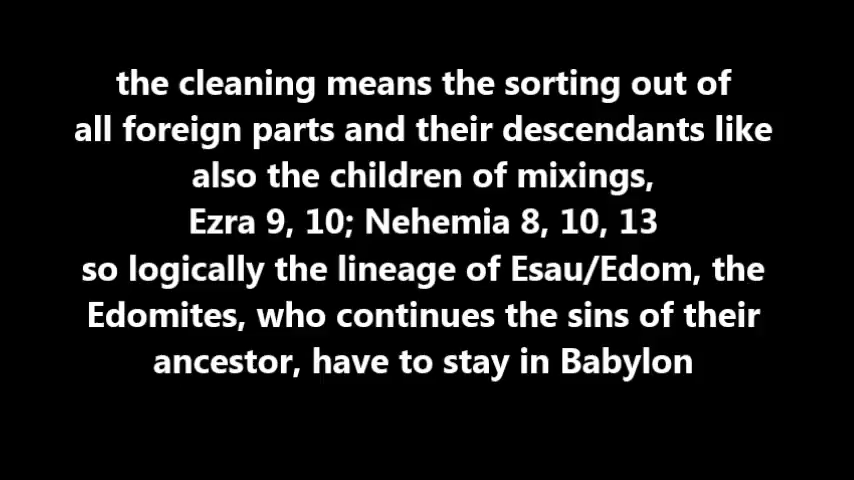 the cleaning means the sorting out of
all foreign parts and their descendants like
also the children of mixings,
Ezra 9, 10; Nehemia 8, 10, 13
so logically the lineage of Esau/Edom, the
Edomites, who continues the sins of their
ancestor, have to stay in Babylon